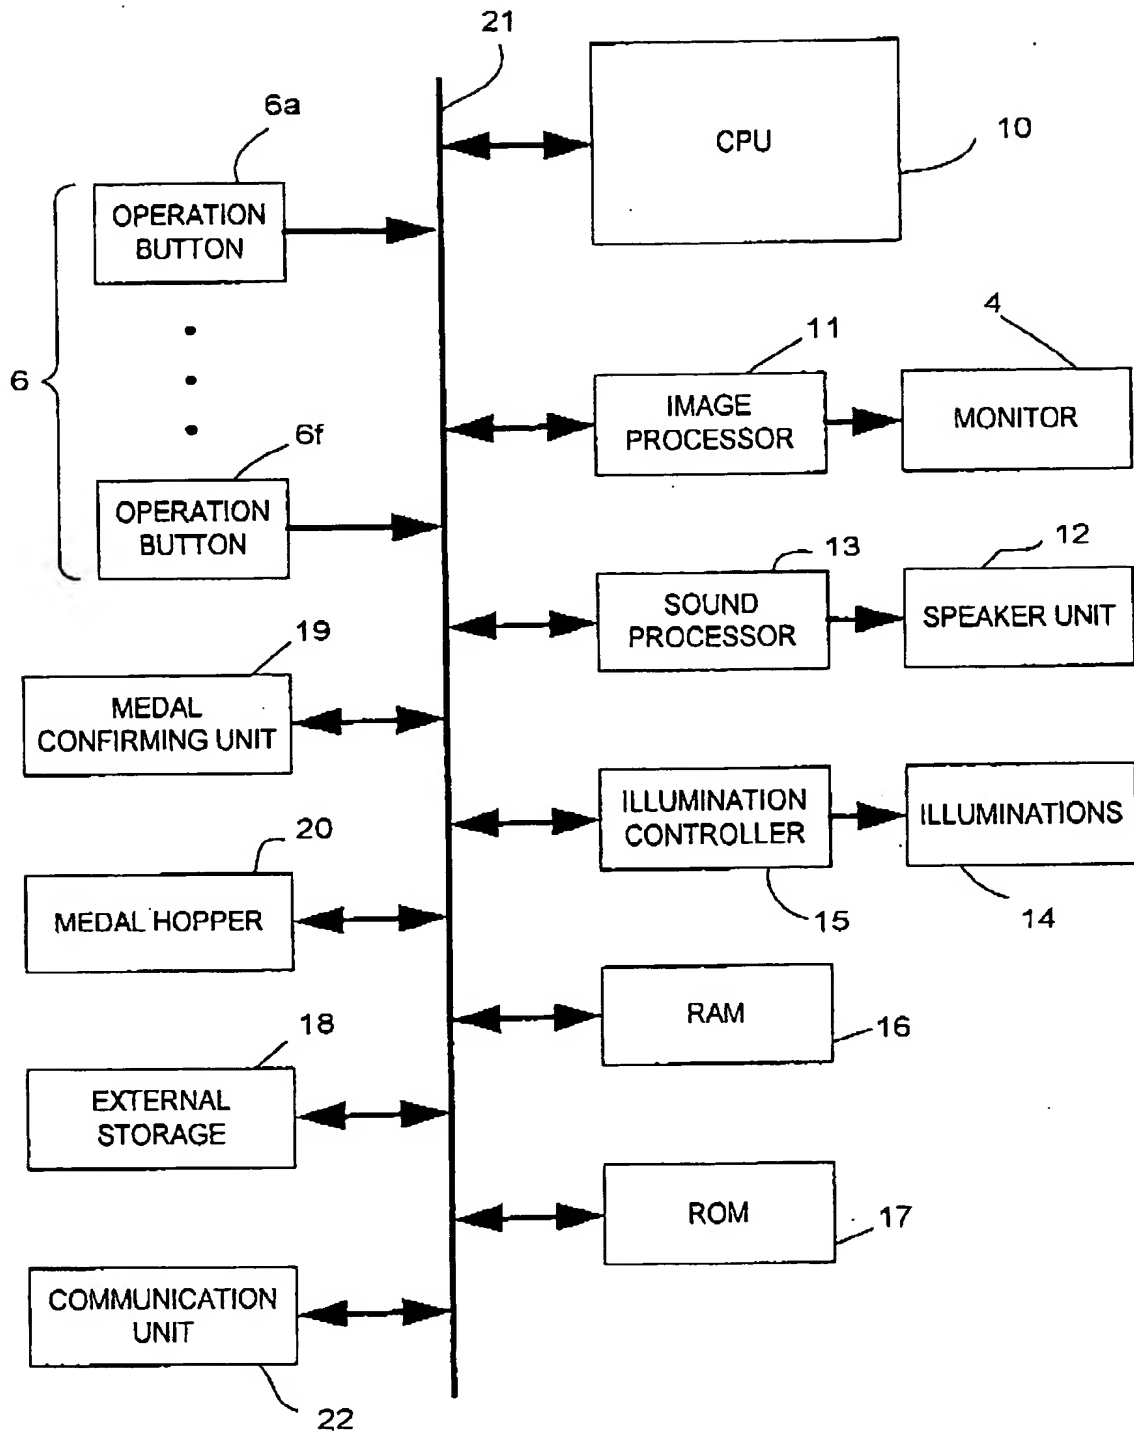 21
6a
CPU
10
OPERATION
BUTTON
6
11
4
IMAGE
PROCESSOR
MONITOR
6f
OPERATION
BUTTON
13
12
SOUND
PROCESSOR
SPEAKER UNIT
19
MEDAL
CONFIRMING UNIT
ILLUMINATION
CONTROLLER
ILLUMINATIONS
20
15
14
MEDAL HOPPER
RAM
16
18
EXTERNAL
STORAGE
ROM
17
COMMUNICATION
UNIT
22